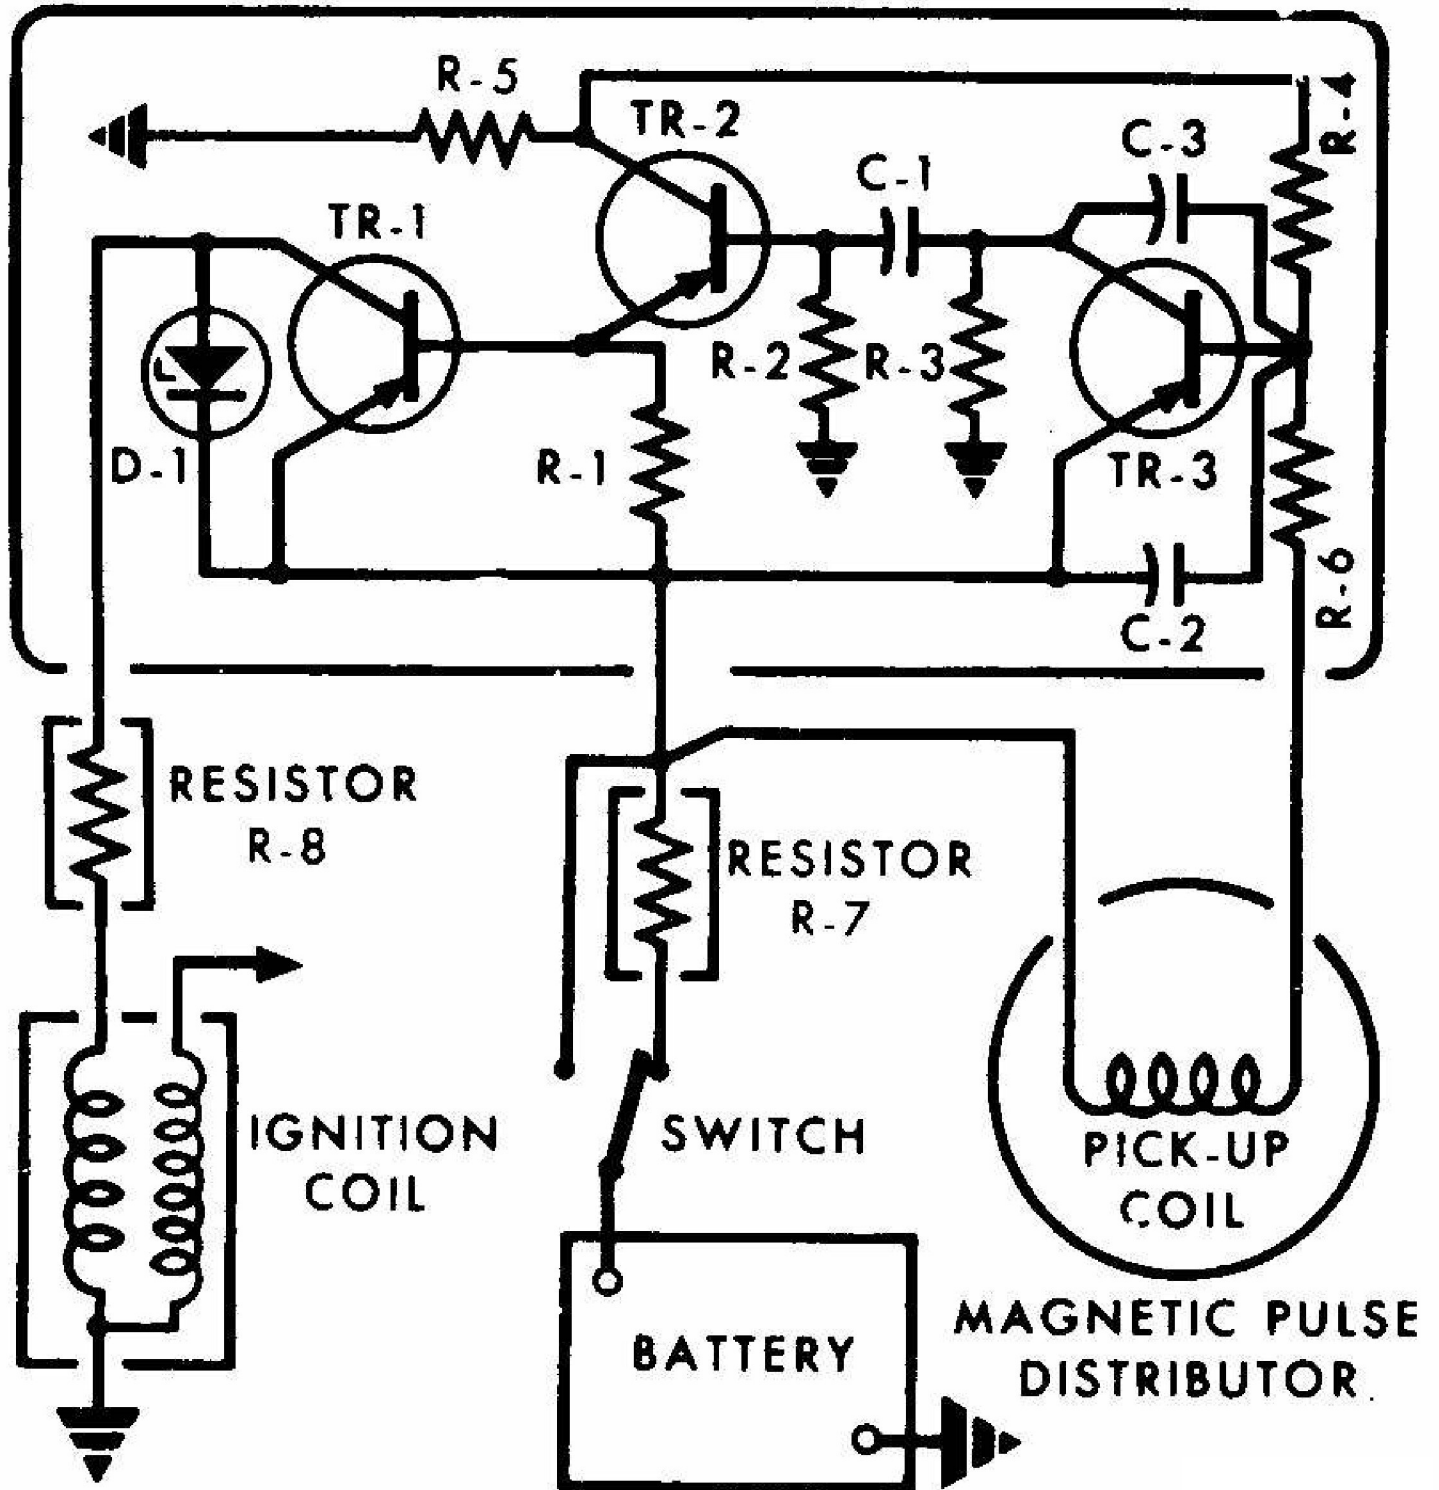 R-5
TR-2
R-4
C-3
C-1
TR-1
R-2
R-3
D-1
R-1
TR-3
R-6
C-2
RESISTOR
R-8
RESISTOR
R-7
IGNITION
COIL
SWITCH
PICK-UP
COIL
BATTERY
MAGNETIC PULSE
DISTRIBUTOR